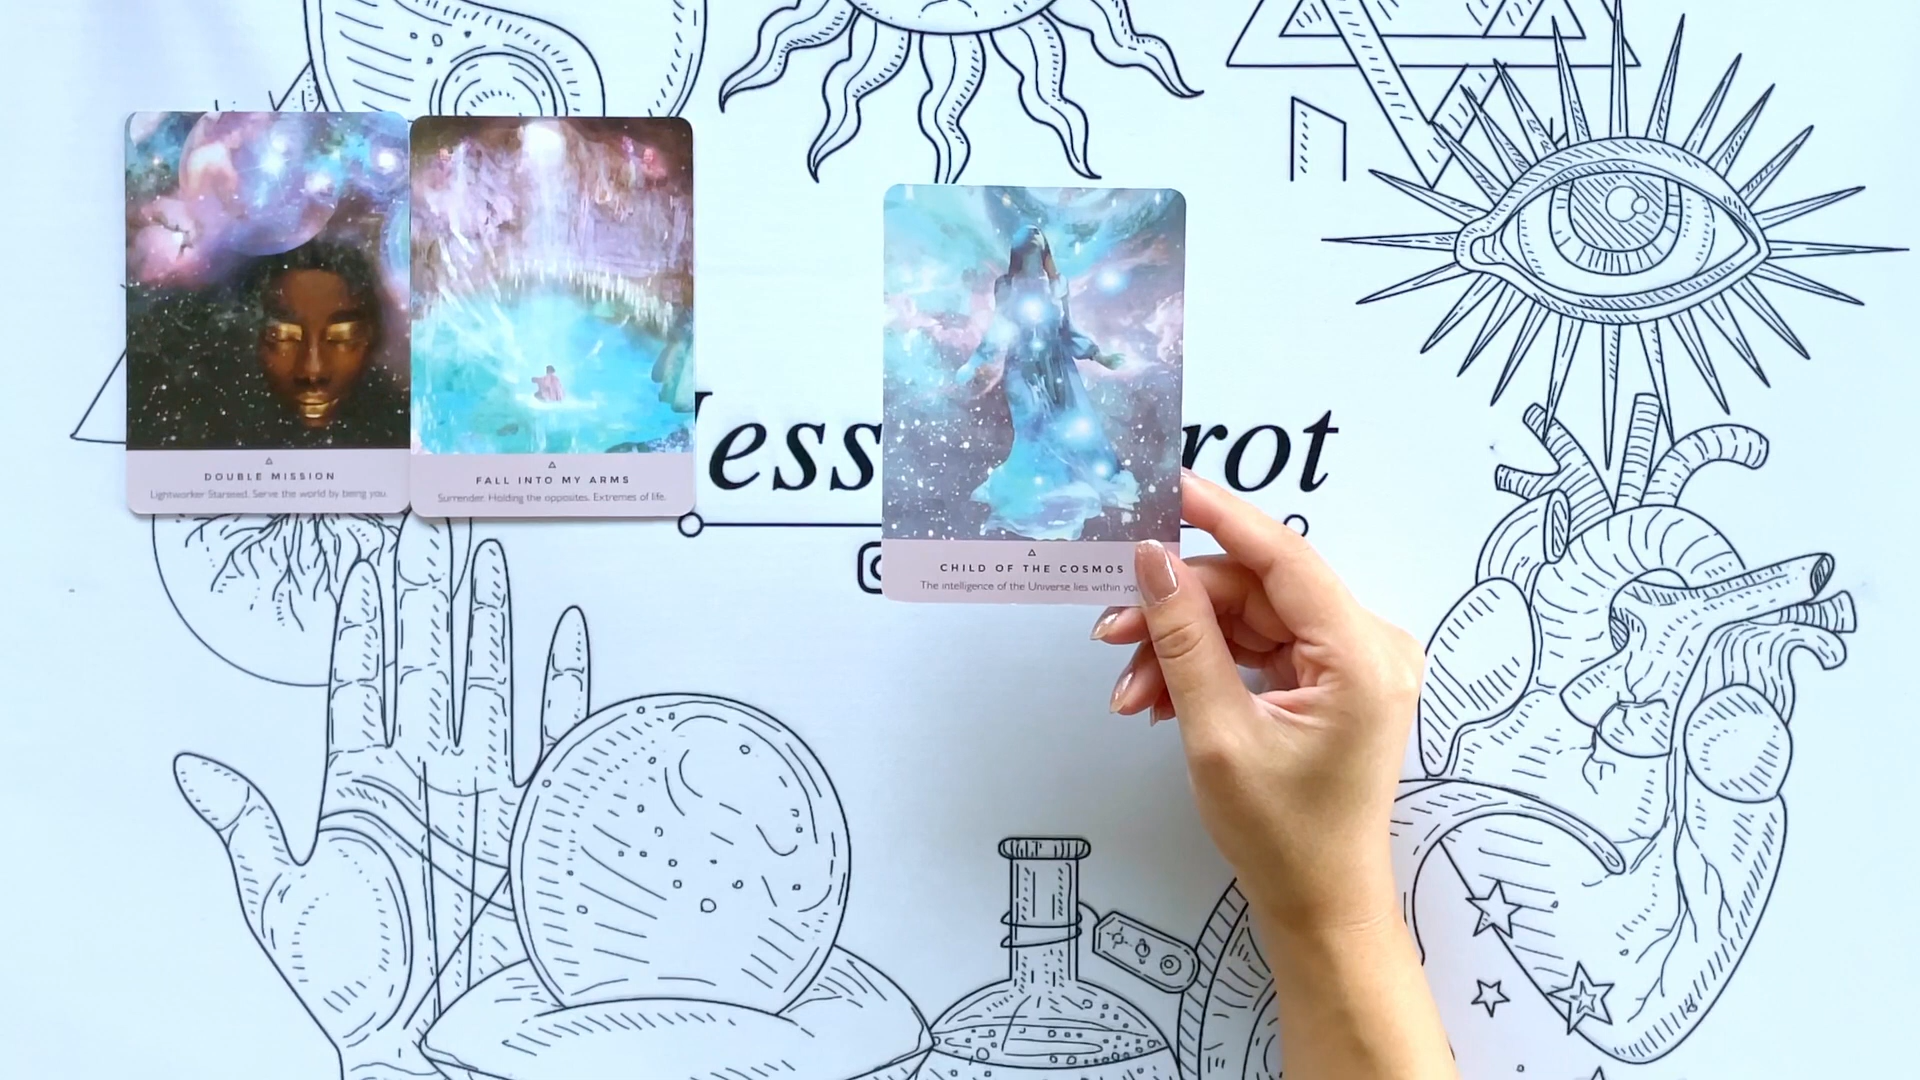 DOUBLE MISSION
Lightworker Starseed. Serve the world by being you.
FALL INTO MY ARMS
Surrender. Holding the opposites. Extremes of life.
CHILD OF THE COSMOS
The intelligence of the Universe lies within